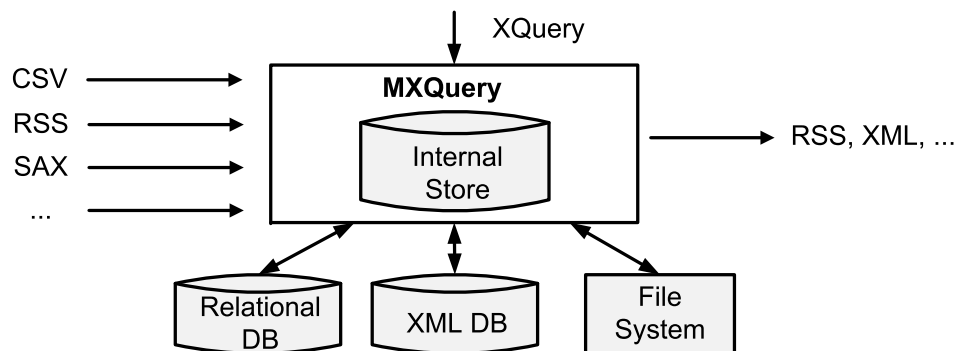 XQuery
CSV
RSS
SAX
...
MXQuery
Internal
Store
RSS, XML, ...
Relational
DB
XML DB
File
System